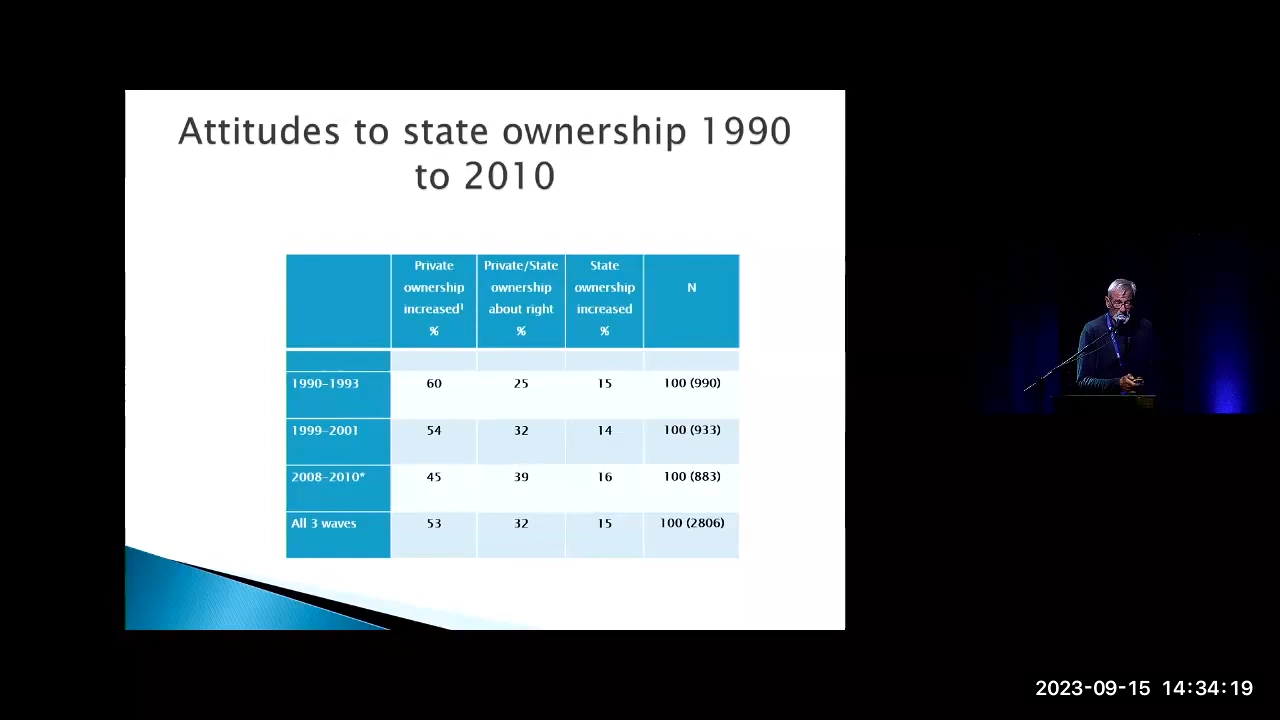 Attitudes to state ownership 1990
to 2010
Private
ownership
increased¹
%
Private/State
ownership
about right
%
State
ownership
increased
%
N
1990-1993 60 25 15 100 (990)
1999-2001 54 32 14 100 (933)
2008-2010* 45 39 16 100 (883)
All 3 waves 53 32 15 100 (2806)
2023-09-15 14:34:19